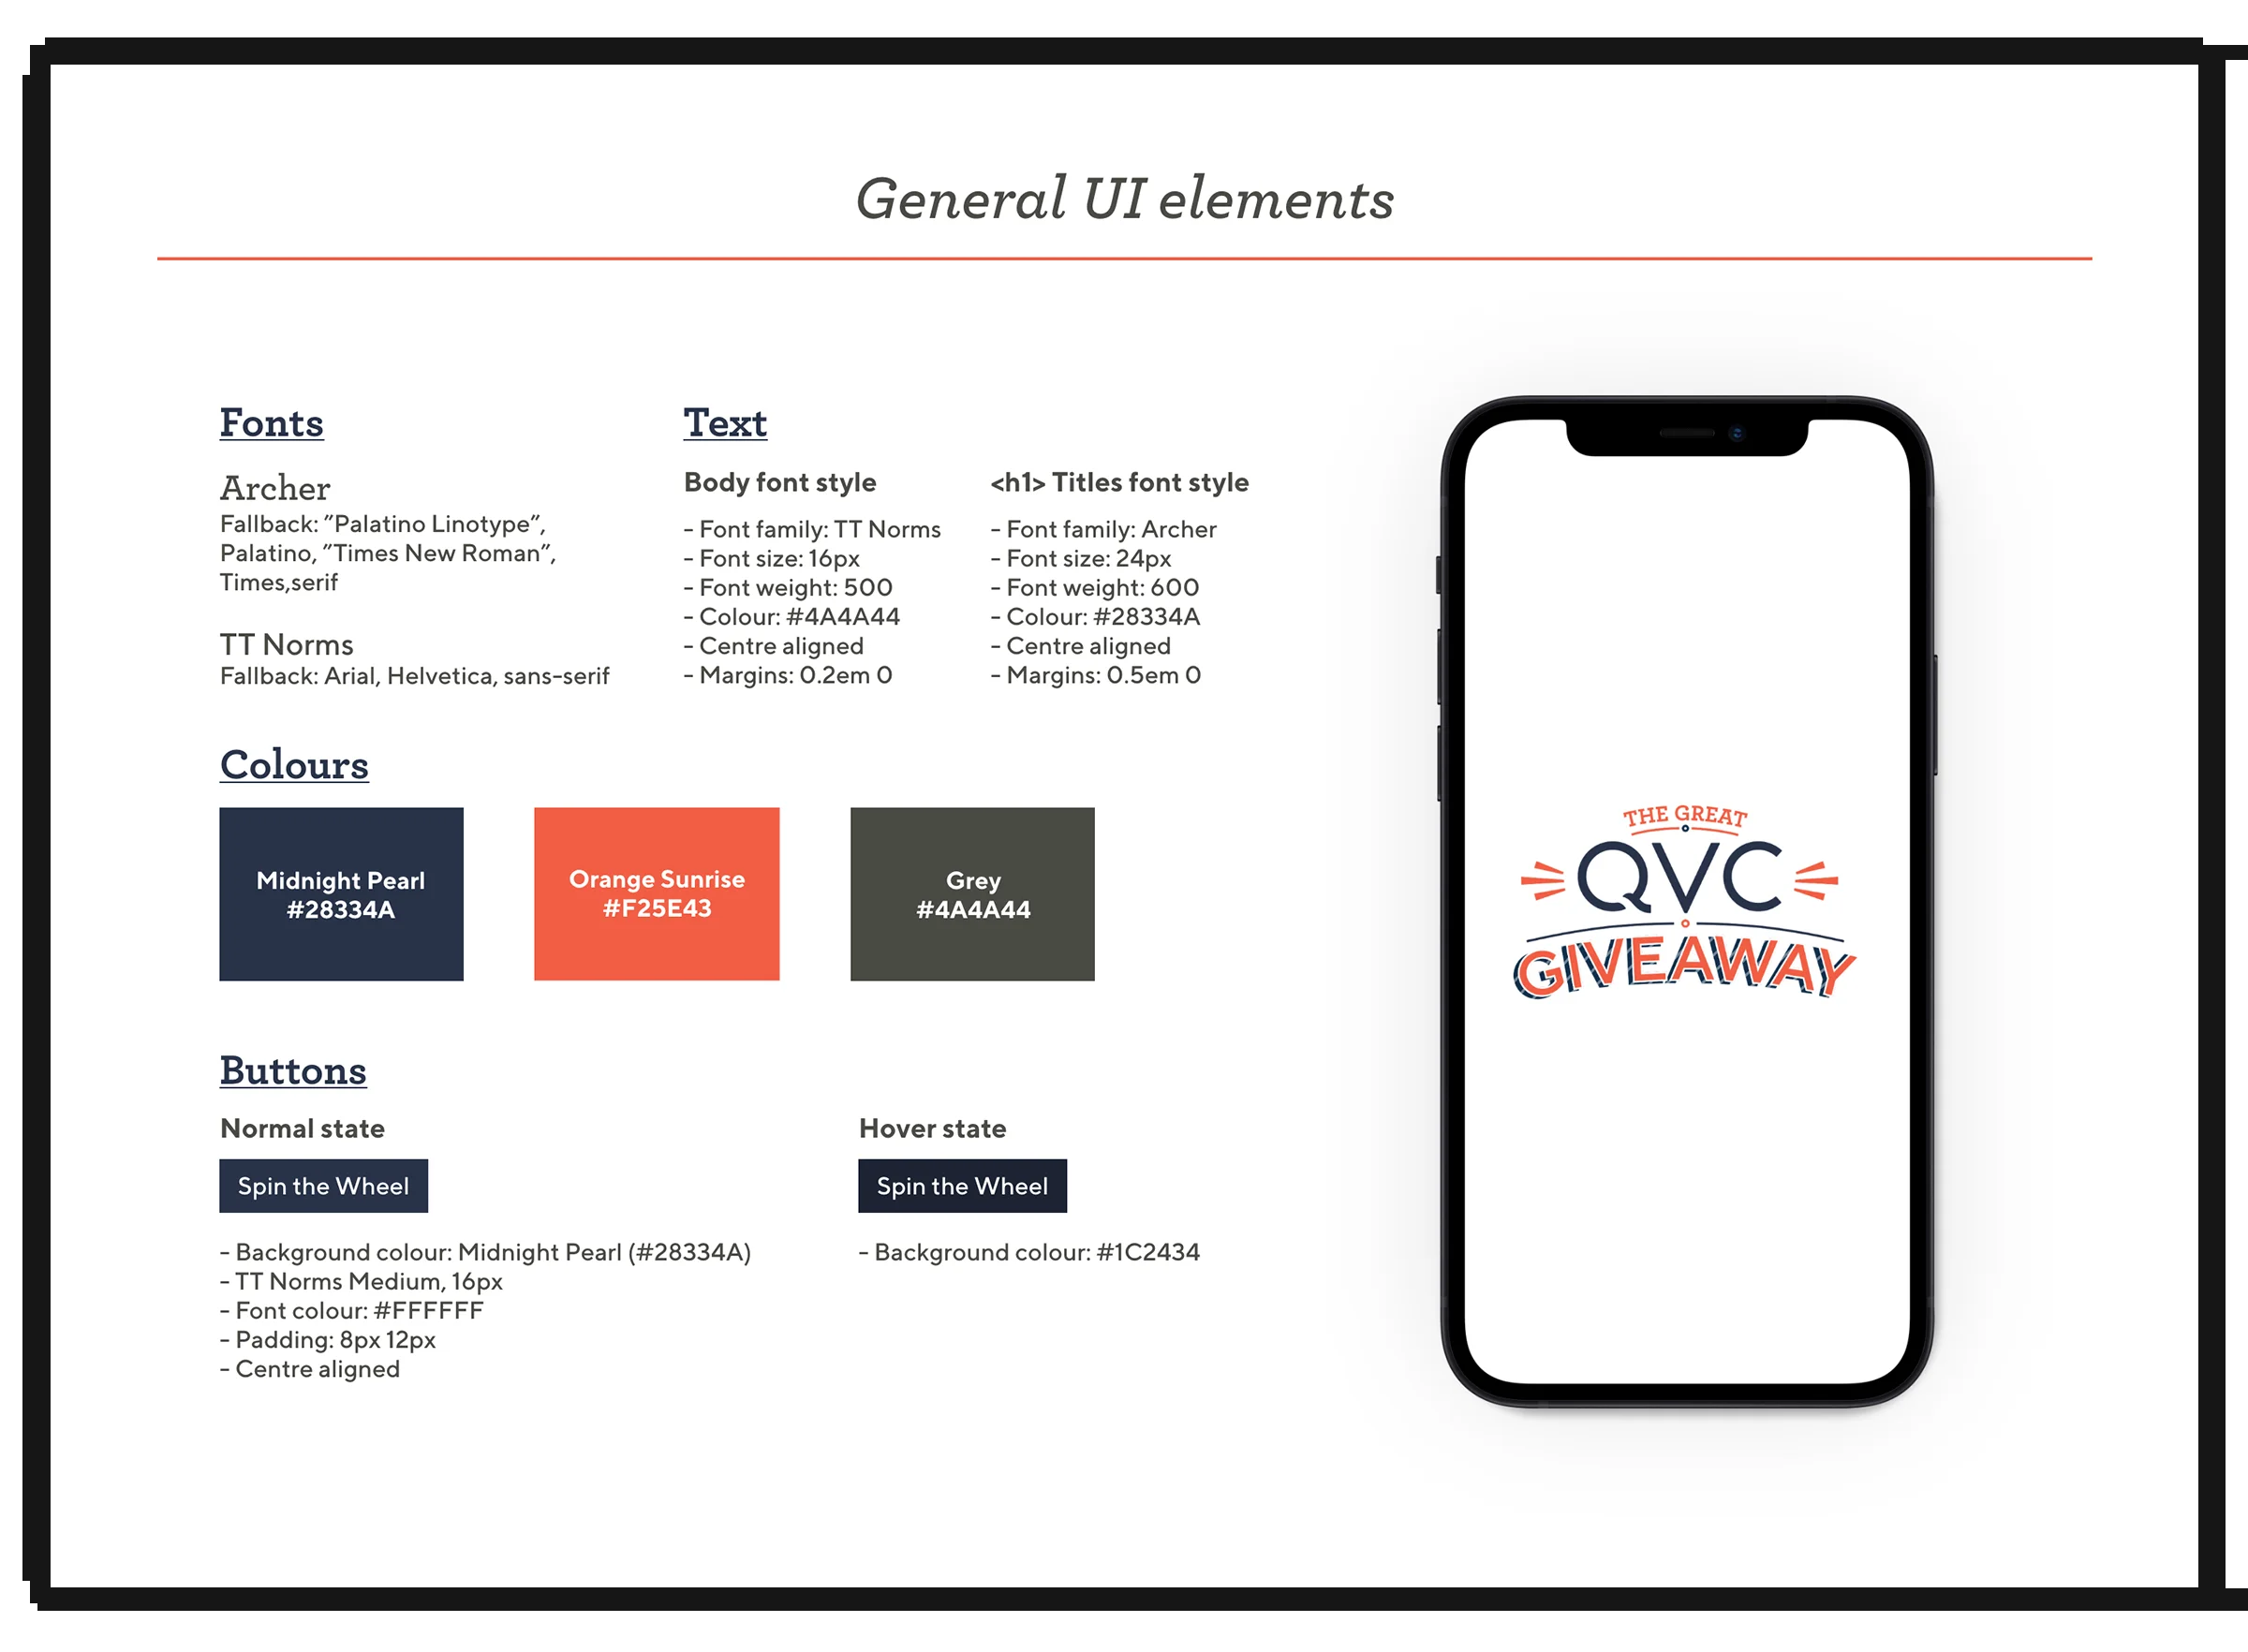 General UI elements
Fonts
Archer
Fallback: "Palatino Linotype",
Palatino, "Times New Roman",
Times,serif
TT Norms
Fallback: Arial, Helvetica, sans-serif
Text
Body font style
- Font family: TT Norms
- Font size: 16px
- Font weight: 500
- Colour: #4A4A44
- Centre aligned
- Margins: 0.2em 0
<h1> Titles font style
- Font family: Archer
- Font size: 24px
- Font weight: 600
- Colour: #28334A
- Centre aligned
- Margins: 0.5em 0
Colours
Midnight Pearl
#28334A
Orange Sunrise
#F25E43
Grey
#4A4A44
Buttons
Normal state
Spin the Wheel
- Background colour: Midnight Pearl (#28334A)
- TT Norms Medium, 16px
- Font colour: #FFFFFF
- Padding: 8px 12px
- Centre aligned
Hover state
Spin the Wheel
- Background colour: #1C2434
THE GREAT
QVC
GIVEAWAY